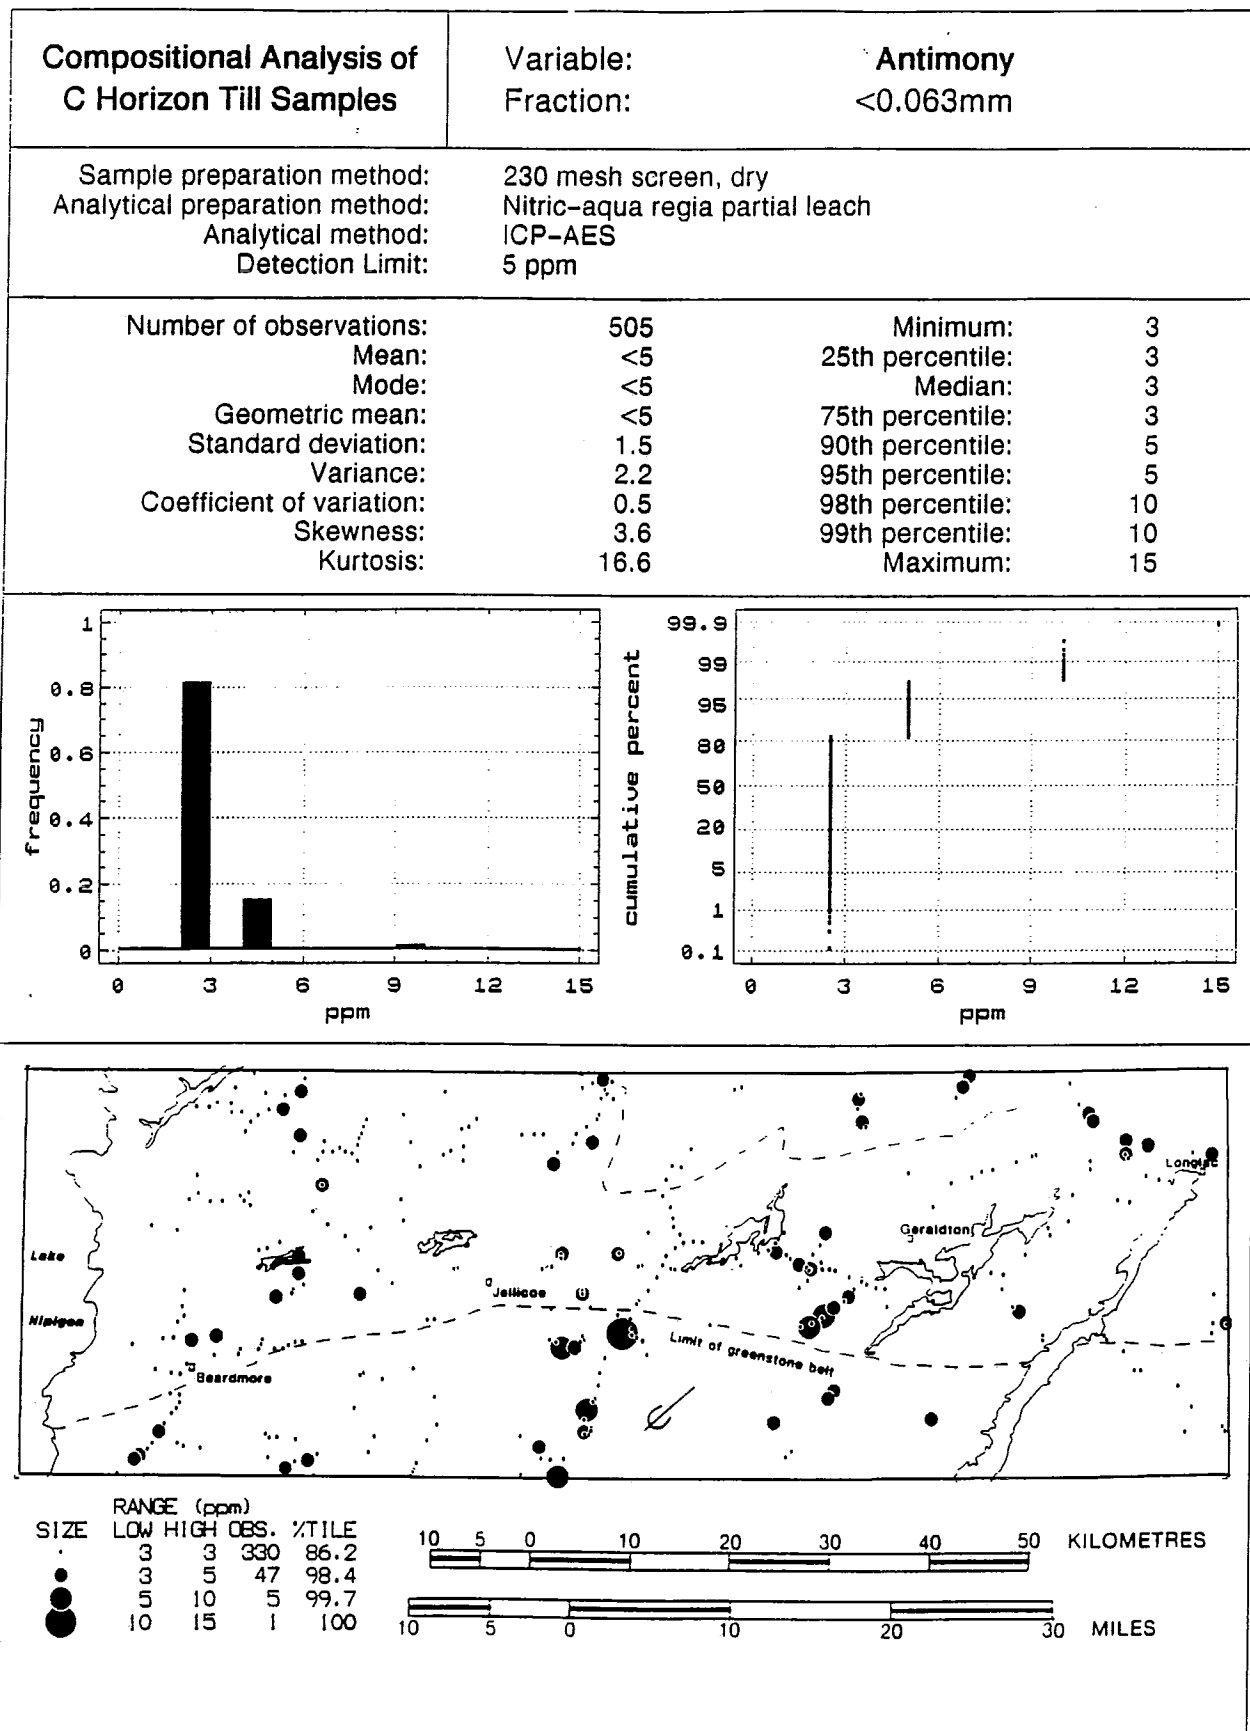 Compositional Analysis of
C Horizon Till Samples
Variable: Antimony
Fraction: <0.063mm
Sample preparation method: 230 mesh screen, dry
Analytical preparation method: Nitric-aqua regia partial leach
Analytical method: ICP-AES
Detection Limit: 5 ppm
Number of observations: 505 Minimum: 3
Mean: <5 25th percentile: 3
Mode: <5 Median: 3
Geometric mean: <5 75th percentile: 3
Standard deviation: 1.5 90th percentile: 5
Variance: 2.2 95th percentile: 5
Coefficient of variation: 0.5 98th percentile: 10
Skewness: 3.6 99th percentile: 10
Kurtosis: 16.6 Maximum: 15
frequency
1
0.8
0.6
0.4
0.2
0
0 3 6 9 12 15
ppm
cumulative percent
99.9
99
95
80
50
20
5
1
0.1
0 3 6 9 12 15
ppm
Longlac
Geraldton
Lake
Nipigon
Jellicoe
Limit of greenstone belt
Beardmore
RANGE (ppm)
SIZE LOW HIGH OBS. %TILE
3 3 330 86.2
3 5 47 98.4
5 10 5 99.7
10 15 1 100
10 5 0 10 20 30 40 50 KILOMETRES
10 5 0 10 20 30 MILES